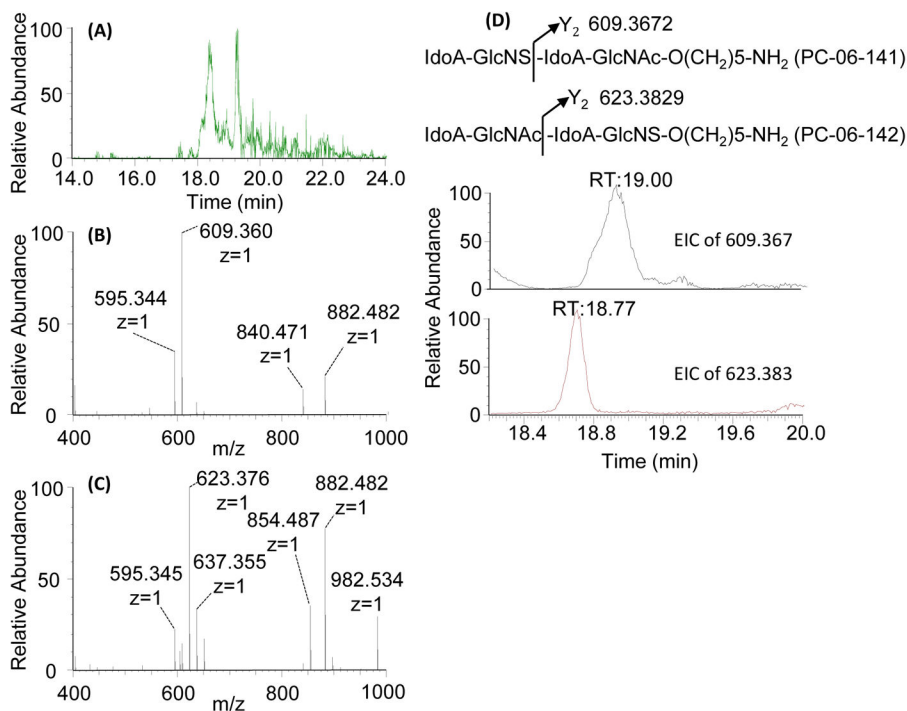 (A)
Relative Abundance
100
50
0
14.0 16.0 18.0 20.0 22.0 24.0
Time (min)
(B)
Relative Abundance
100
50
0
609.360
z=1
595.344
z=1
840.471
z=1
882.482
z=1
400 600 800 1000
m/z
(C)
Relative Abundance
100
50
0
623.376
z=1
882.482
z=1
854.487
z=1
595.345
z=1
637.355
z=1
982.534
z=1
400 600 800 1000
m/z
(D)
Y₂ 609.3672
IdoA-GlcNS-IdoA-GlcNAc-O(CH₂)5-NH₂ (PC-06-141)
Y₂ 623.3829
IdoA-GlcNAc-IdoA-GlcNS-O(CH₂)5-NH₂ (PC-06-142)
Relative Abundance
RT:19.00
100
50
0
EIC of 609.367
Relative Abundance
RT:18.77
100
50
0
EIC of 623.383
18.4 18.8 19.2 19.6 20.0
Time (min)